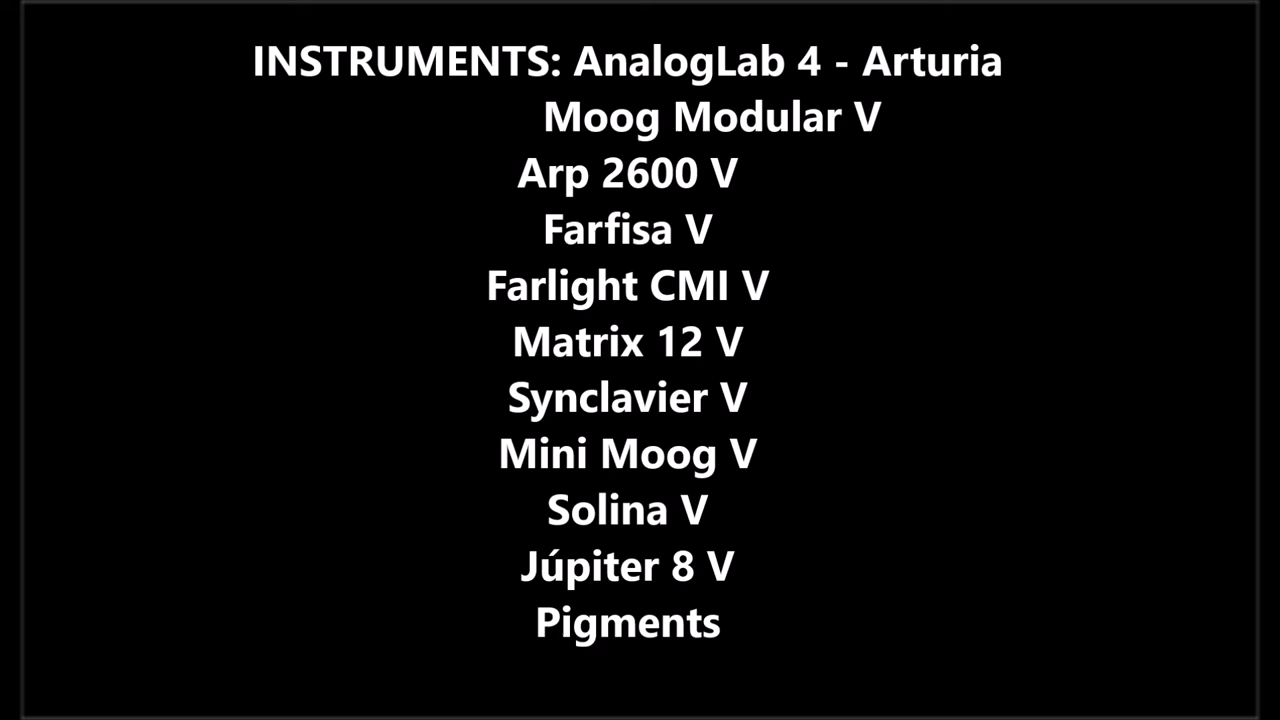 INSTRUMENTS: AnalogLab 4 - Arturia
Moog Modular V
Arp 2600 V
Farfisa V
Farlight CMI V
Matrix 12 V
Synclavier V
Mini Moog V
Solina V
Júpiter 8 V
Pigments